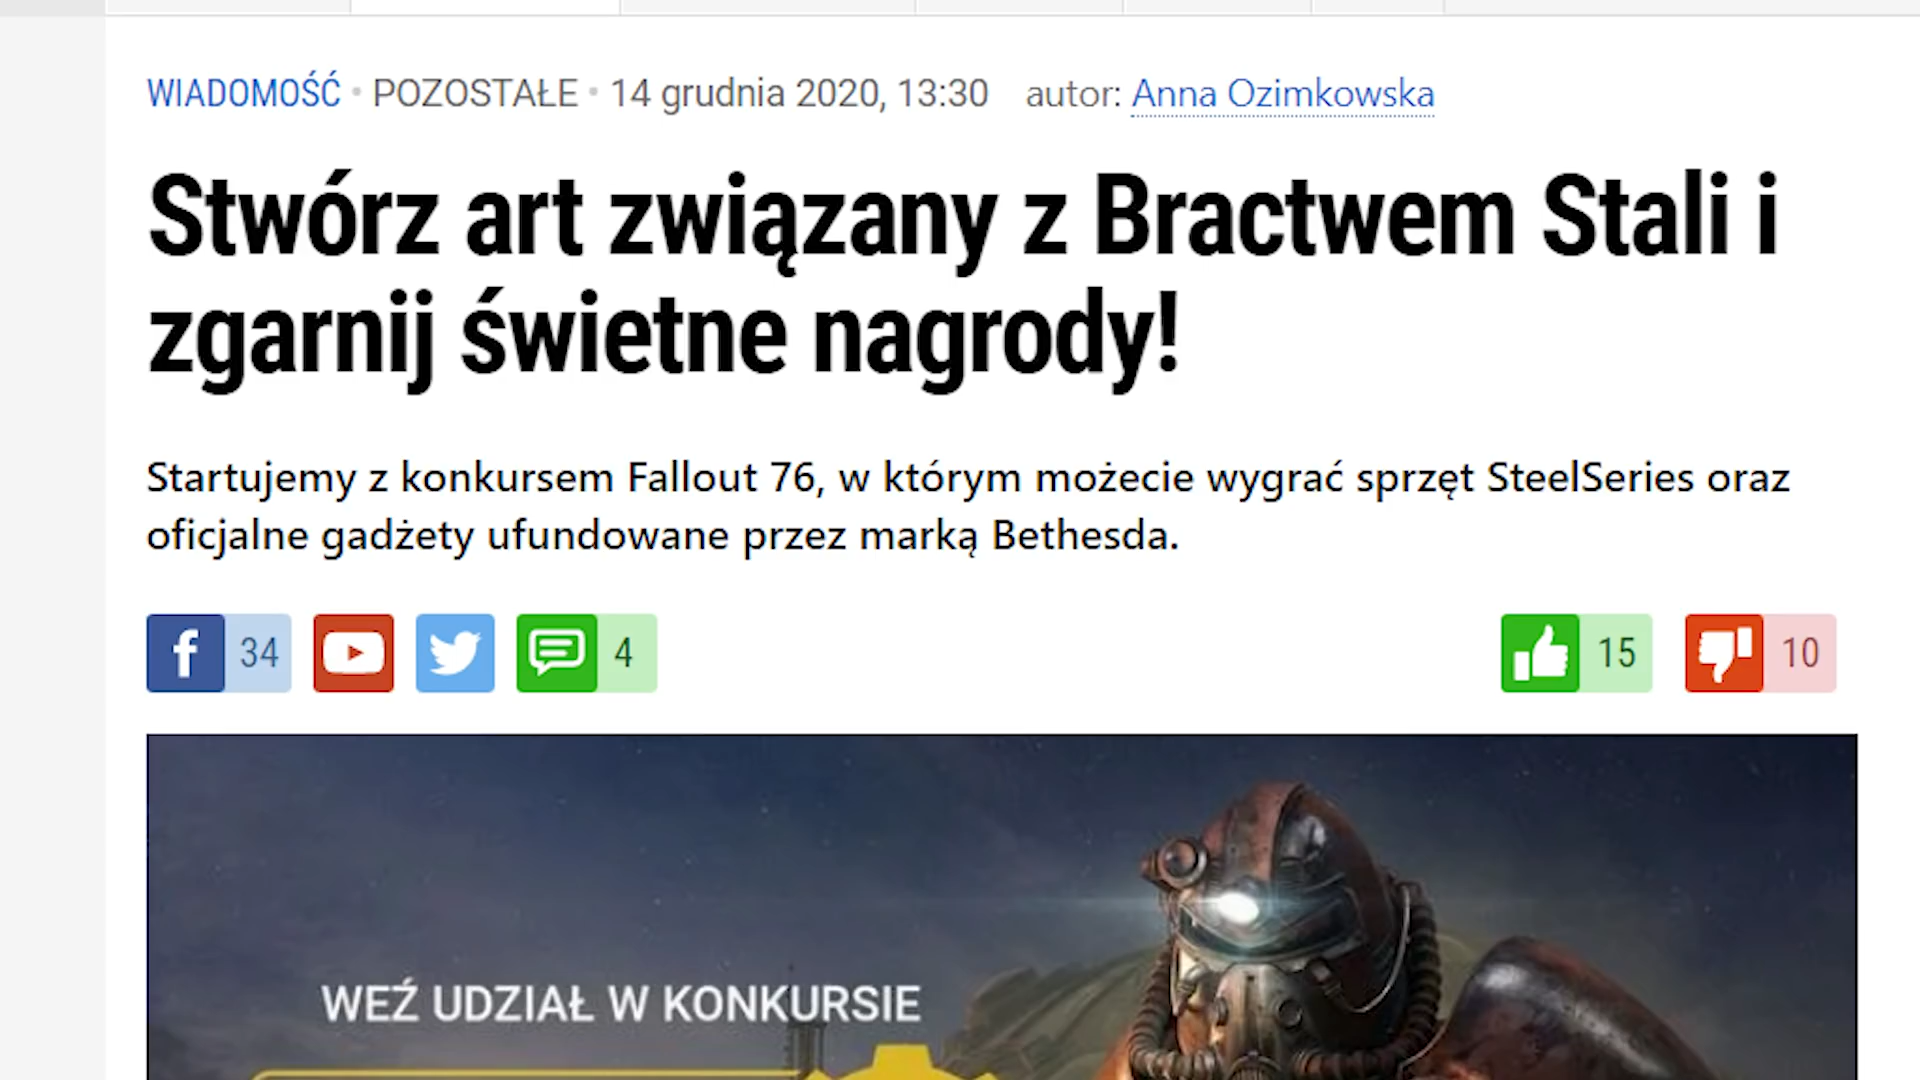 WIADOMOŚĆ • POZOSTAŁE • 14 grudnia 2020, 13:30 autor: Anna Ozimkowska
Stwórz art związany z Bractwem Stali i
zgarnij świetne nagrody!
Startujemy z konkursem Fallout 76, w którym możecie wygrać sprzęt SteelSeries oraz
oficjalne gadżety ufundowane przez marką Bethesda.
f 34 4 15 10
WEŹ UDZIAŁ W KONKURSIE